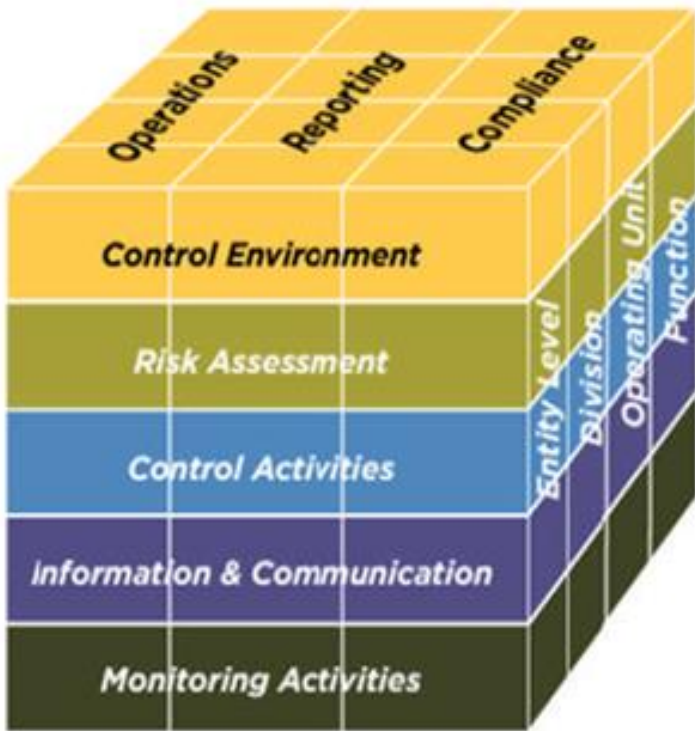 Operations
Reporting
Compliance
Control Environment
Risk Assessment
Control Activities
Information & Communication
Monitoring Activities
Entity Level
Division
Operating Unit
Function